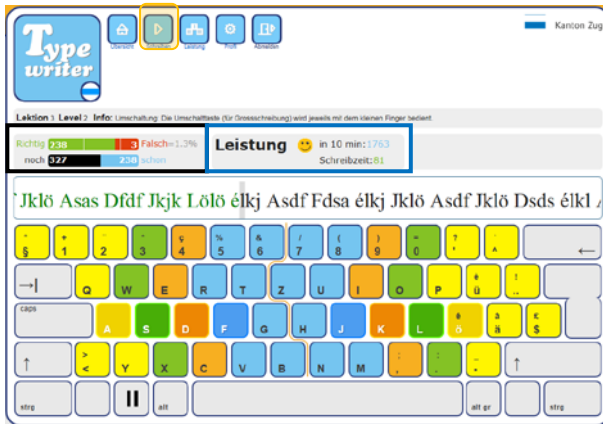 Type
writer
Übersicht Schreiben Leistung Profil Abmelden
Kanton Zug
Lektion 3 Level 2 Info: Umschaltung: Die Umschalttaste (für Grossschreibung) wird jeweils mit dem kleinen Finger bedient.
Richtig 238 3 Falsch=1.3%
noch 327 238 schon
Leistung in 10 min:1763
Schreibzeit:81
Jklö Asas Dfdf Jkjk Lölö élkj Asdf Fdsa élkj Jklö Asdf Jklö Dsds élkl
§ 1 2 3 4 5 6 7 8 9 0 ' ^
Q W E R T Z U I O P ü
caps A S D F G H J K L ö ä $
> < Y X C V B N M
strg alt alt gr strg